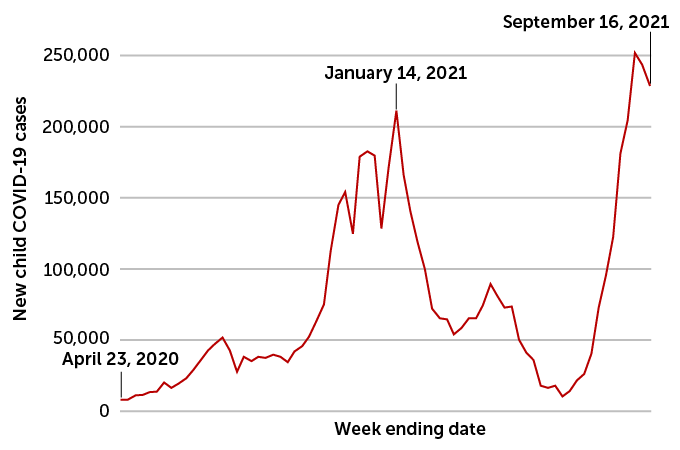 September 16, 2021
250,000
January 14, 2021
200,000
150,000
100,000
50,000
April 23, 2020
0
New child COVID-19 cases
Week ending date